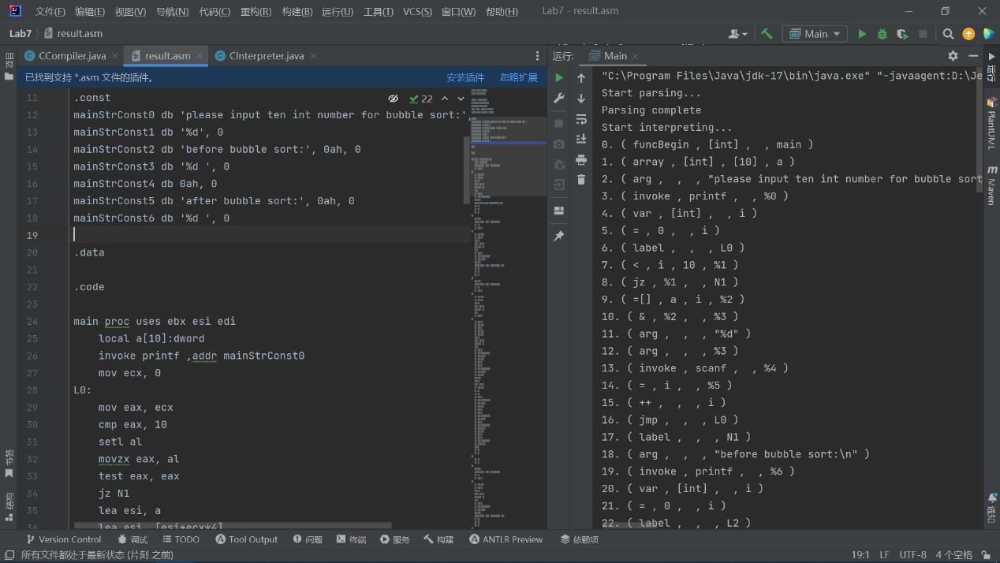 文件(F) 编辑(E) 视图(V) 导航(N) 代码(C) 重构(R) 构建(B) 运行(U) 工具(T) VCS(S) 窗口(W) 帮助(H) Lab7 - result.asm
Lab7 result.asm Main
项目 CCompiler.java result.asm CInterpreter.java
已找到支持 *.asm 文件的插件。 安装插件 忽略扩展
22
11 .const
12 mainStrConst0 db 'please input ten int number for bubble sort:'
13 mainStrConst1 db '%d', 0
14 mainStrConst2 db 'before bubble sort:', 0ah, 0
15 mainStrConst3 db '%d ', 0
16 mainStrConst4 db 0ah, 0
17 mainStrConst5 db 'after bubble sort:', 0ah, 0
18 mainStrConst6 db '%d ', 0
19
20 .data
21
22 .code
23
24 main proc uses ebx esi edi
25 local a[10]:dword
26 invoke printf ,addr mainStrConst0
27 mov ecx, 0
28 L0:
29 mov eax, ecx
30 cmp eax, 10
31 setl al
32 movzx eax, al
33 test eax, eax
34 jz N1
35 lea esi, a
36 lea esi, [esi+ecx*4]
书签
结构
运行: Main
"C:\Program Files\Java\jdk-17\bin\java.exe" "-javaagent:D:\Je
Start parsing...
Parsing complete
Start interpreting...
0. ( funcBegin , [int] , , main )
1. ( array , [int] , [10] , a )
2. ( arg , , , "please input ten int number for bubble sort
3. ( invoke , printf , , %0 )
4. ( var , [int] , , i )
5. ( = , 0 , , i )
6. ( label , , , L0 )
7. ( < , i , 10 , %1 )
8. ( jz , %1 , , N1 )
9. ( =[] , a , i , %2 )
10. ( & , %2 , , %3 )
11. ( arg , , , "%d" )
12. ( arg , , , %3 )
13. ( invoke , scanf , , %4 )
14. ( = , i , , %5 )
15. ( ++ , , , i )
16. ( jmp , , , L0 )
17. ( label , , , N1 )
18. ( arg , , , "before bubble sort:\n" )
19. ( invoke , printf , , %6 )
20. ( var , [int] , , i )
21. ( = , 0 , , i )
22. ( label , , , L2 )
运行
PlantUML
Maven
通知
Version Control 调试 TODO Tool Output 问题 终端 服务 构建 ANTLR Preview 依赖项
所有文件都处于最新状态 (片刻 之前) 19:1 LF UTF-8 4 个空格